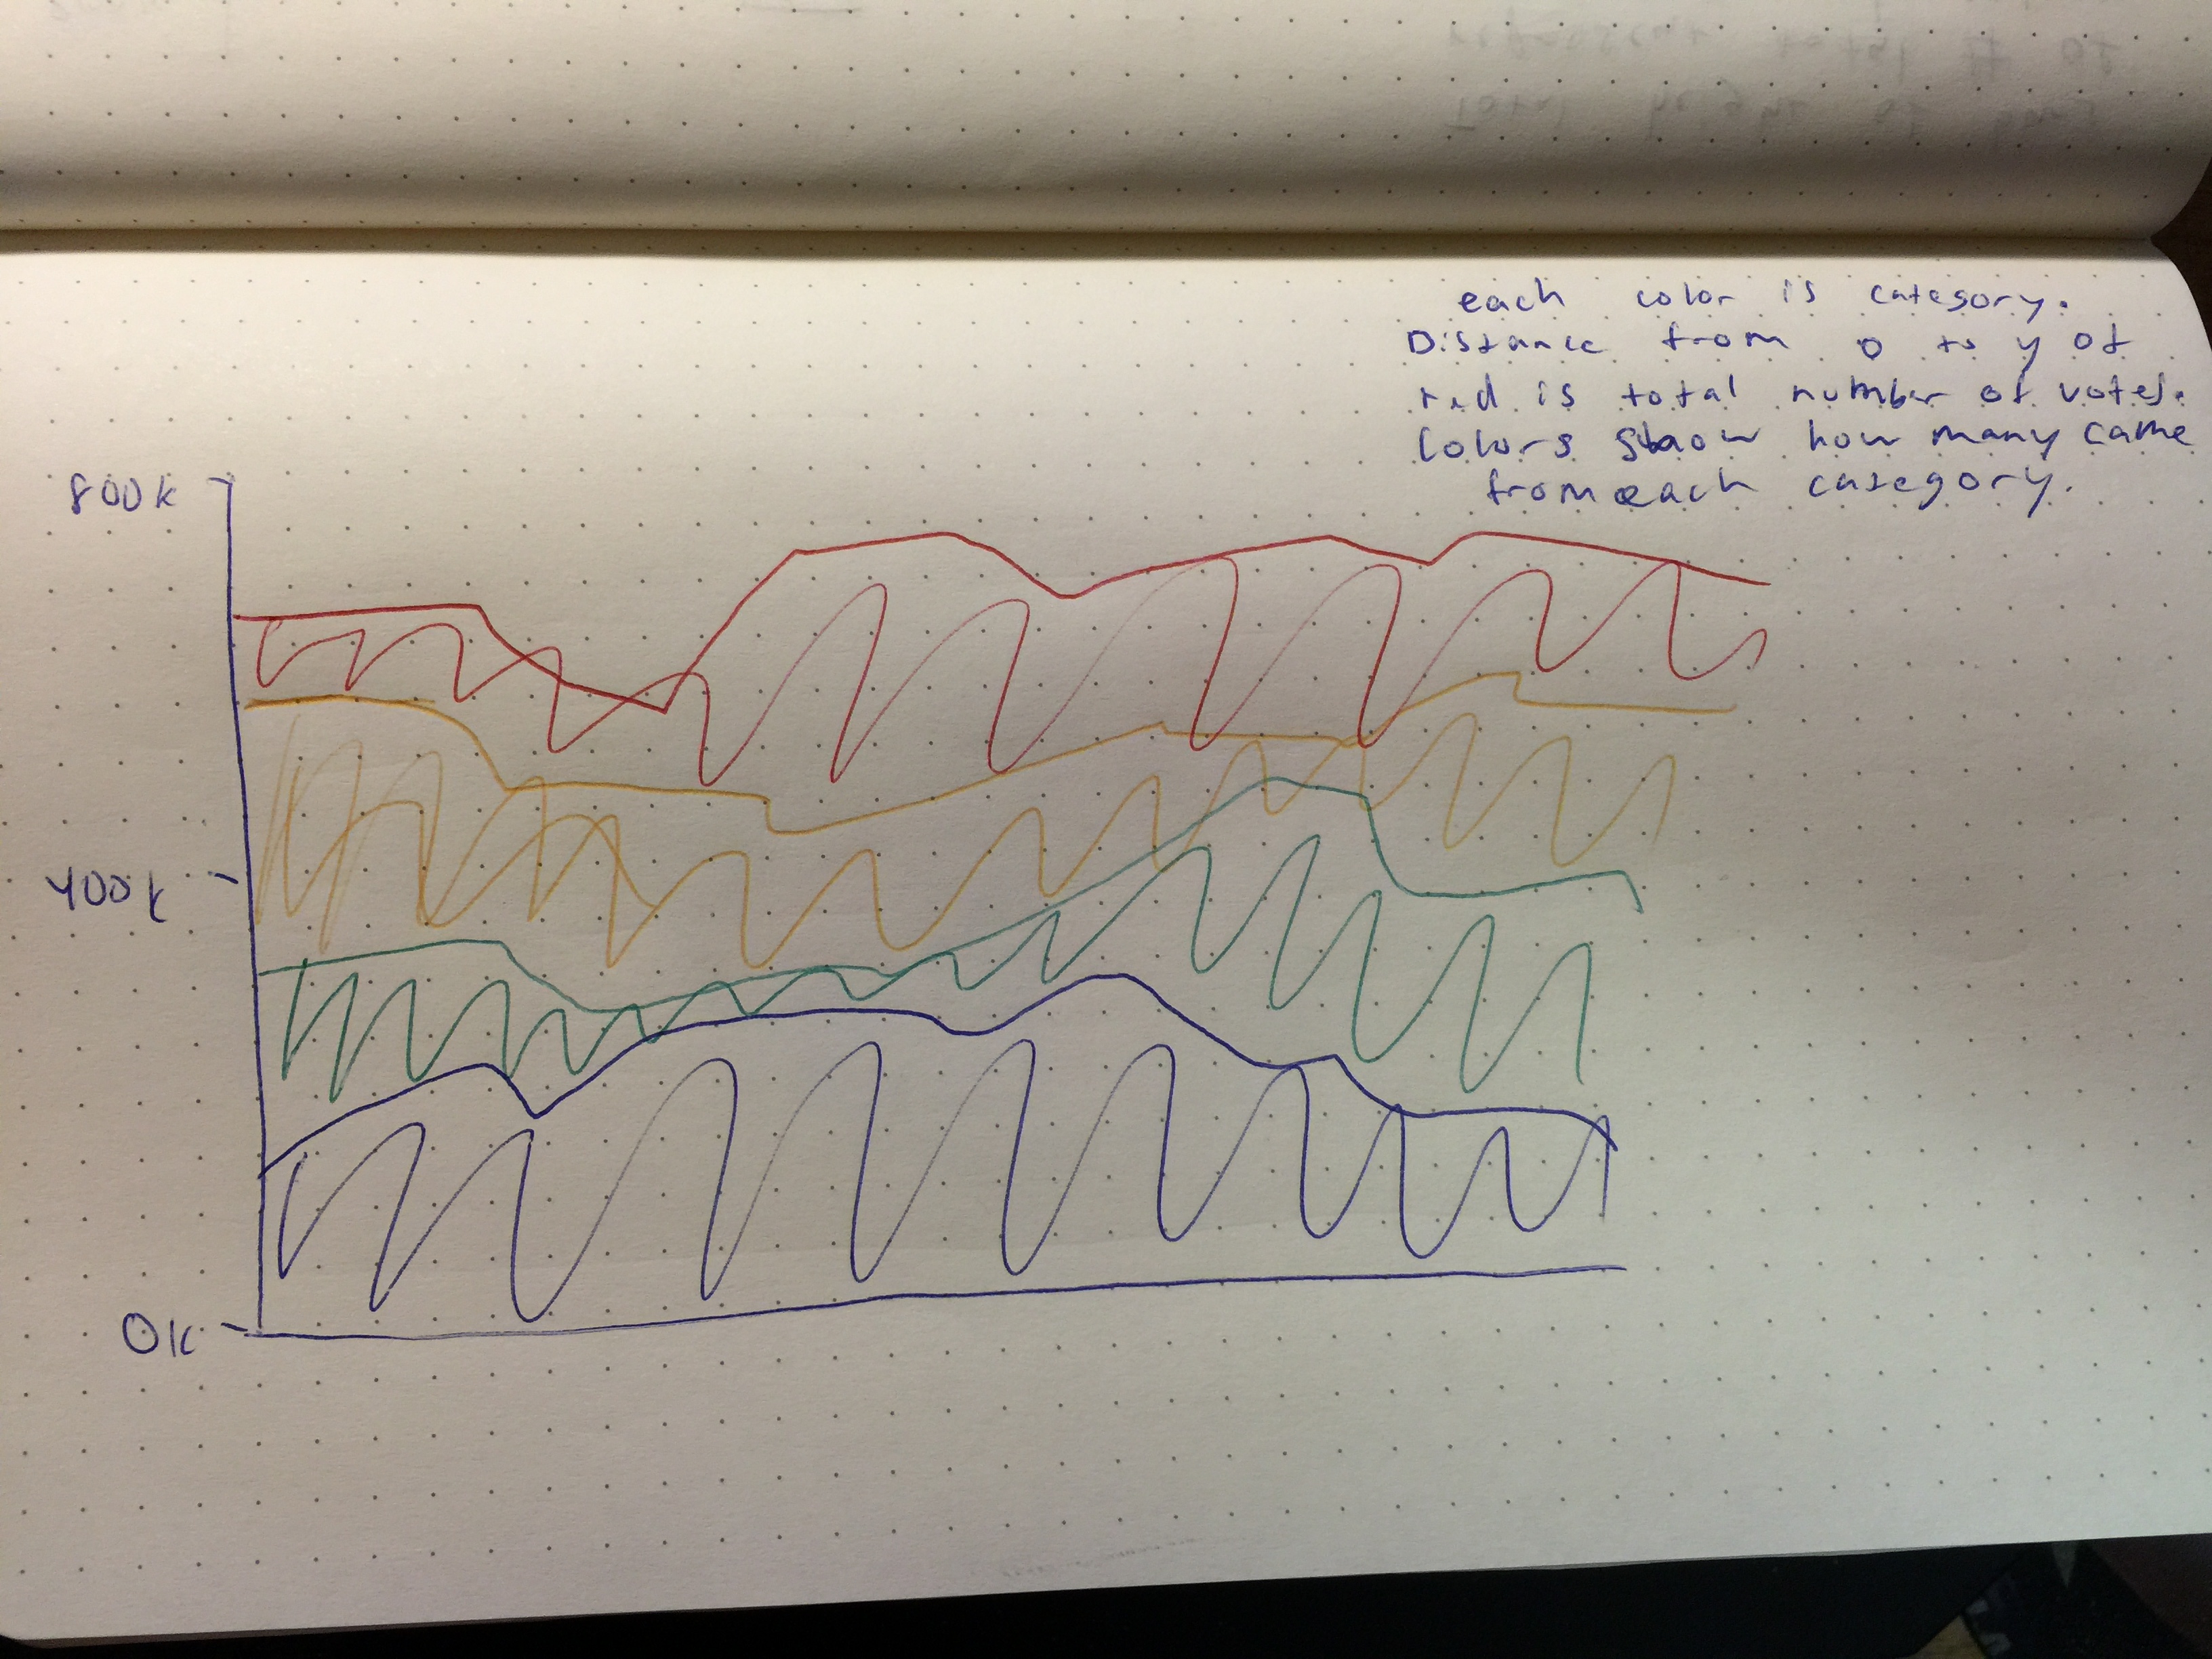 800k
400k
0k
each color is category.
Distance from 0 to y of
red is total number of votes.
Colors show how many came
from each category.